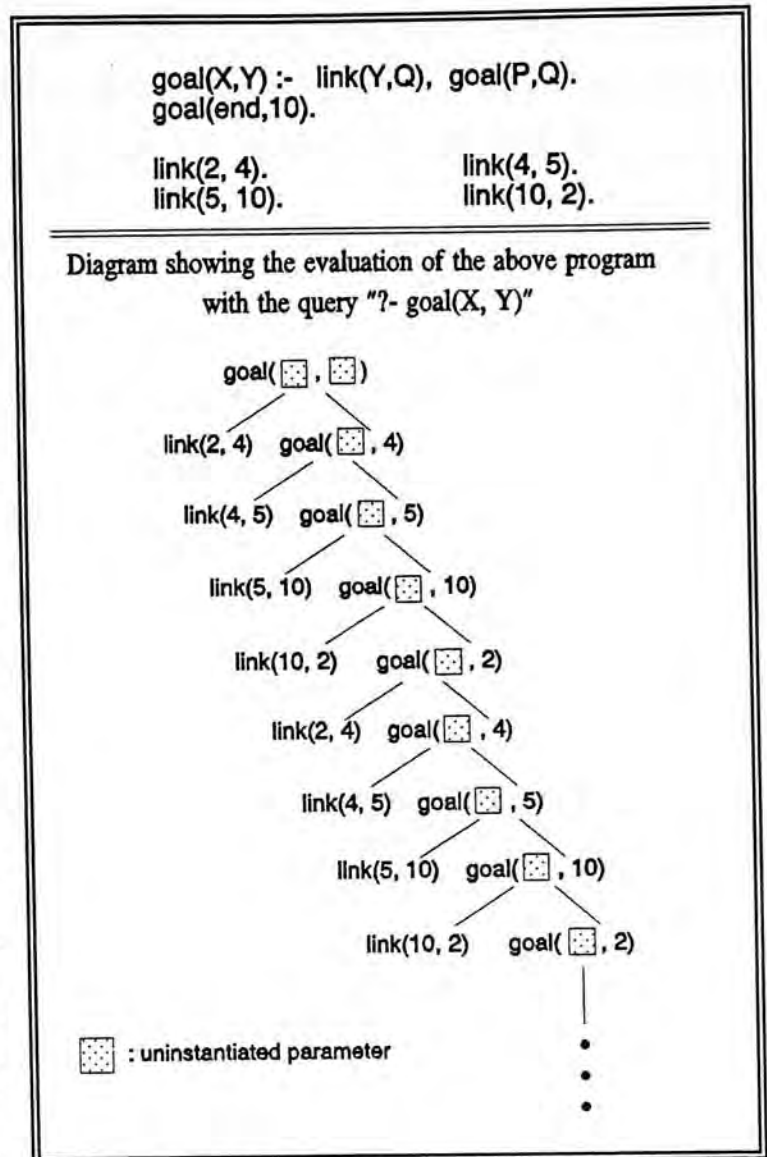 goal(X,Y) :- link(Y,Q), goal(P,Q).
goal(end,10).
link(2, 4). link(4, 5).
link(5, 10). link(10, 2).
Diagram showing the evaluation of the above program
with the query "?- goal(X, Y)"
goal( , )
link(2, 4) goal( , 4)
link(4, 5) goal( , 5)
link(5, 10) goal( , 10)
link(10, 2) goal( , 2)
link(2, 4) goal( , 4)
link(4, 5) goal( , 5)
link(5, 10) goal( , 10)
link(10, 2) goal( , 2)
: uninstantiated parameter